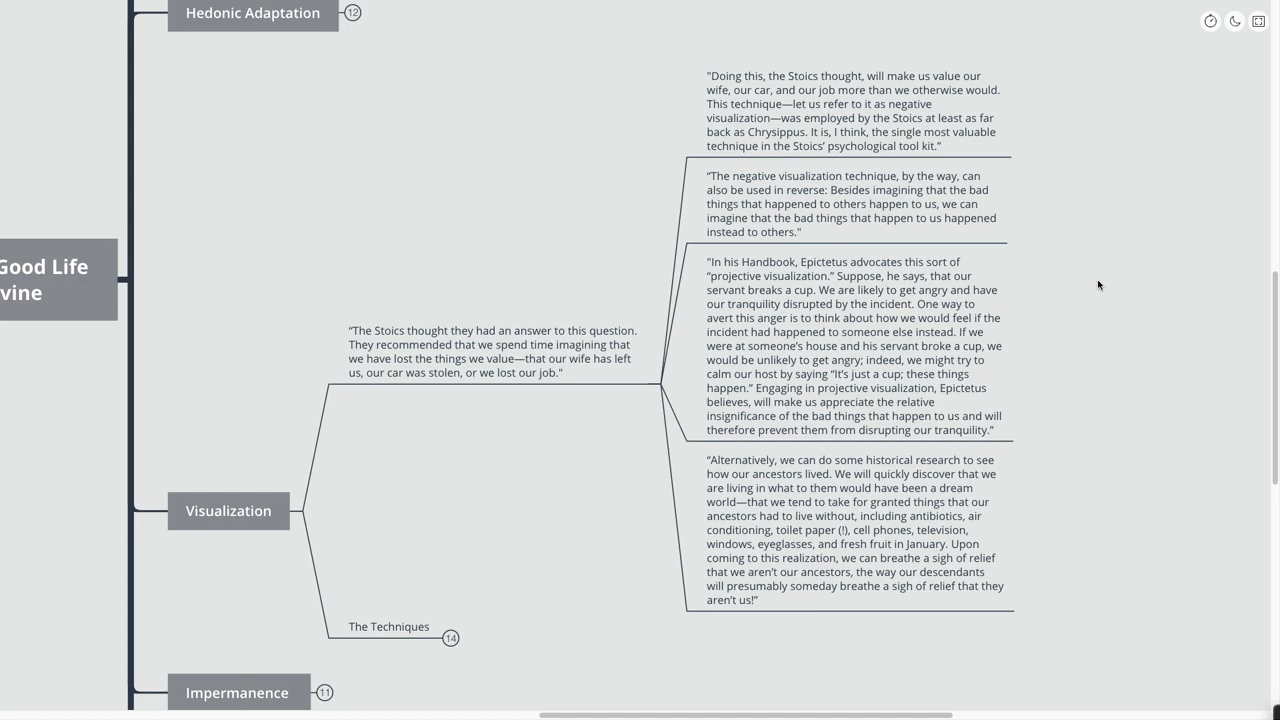 Hedonic Adaptation
12
"Doing this, the Stoics thought, will make us value our
wife, our car, and our job more than we otherwise would.
This technique—let us refer to it as negative
visualization—was employed by the Stoics at least as far
back as Chrysippus. It is, I think, the single most valuable
technique in the Stoics’ psychological tool kit.”
“The negative visualization technique, by the way, can
also be used in reverse: Besides imagining that the bad
things that happened to others happen to us, we can
imagine that the bad things that happen to us happened
instead to others."
Good Life
vine
"In his Handbook, Epictetus advocates this sort of
“projective visualization.” Suppose, he says, that our
servant breaks a cup. We are likely to get angry and have
our tranquility disrupted by the incident. One way to
avert this anger is to think about how we would feel if the
incident had happened to someone else instead. If we
were at someone’s house and his servant broke a cup, we
would be unlikely to get angry; indeed, we might try to
calm our host by saying “It’s just a cup; these things
happen.” Engaging in projective visualization, Epictetus
believes, will make us appreciate the relative
insignificance of the bad things that happen to us and will
therefore prevent them from disrupting our tranquility.”
“The Stoics thought they had an answer to this question.
They recommended that we spend time imagining that
we have lost the things we value—that our wife has left
us, our car was stolen, or we lost our job."
“Alternatively, we can do some historical research to see
how our ancestors lived. We will quickly discover that we
are living in what to them would have been a dream
world—that we tend to take for granted things that our
ancestors had to live without, including antibiotics, air
conditioning, toilet paper (!), cell phones, television,
windows, eyeglasses, and fresh fruit in January. Upon
coming to this realization, we can breathe a sigh of relief
that we aren’t our ancestors, the way our descendants
will presumably someday breathe a sigh of relief that they
aren’t us!”
Visualization
The Techniques
14
Impermanence
11